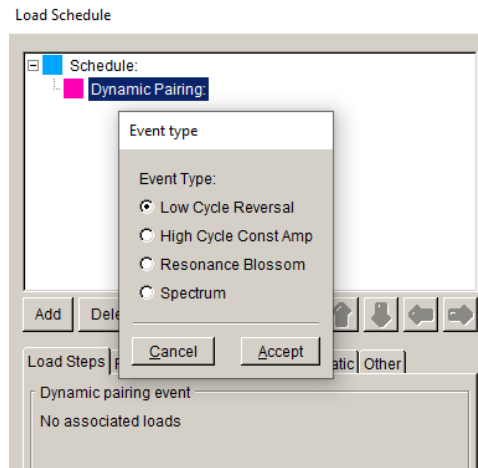 Load Schedule
Schedule:
Dynamic Pairing:
Event type
Event Type:
Low Cycle Reversal
High Cycle Const Amp
Resonance Blossom
Spectrum
Add
Cancel Accept
Load Steps Other
Dynamic pairing event
No associated loads